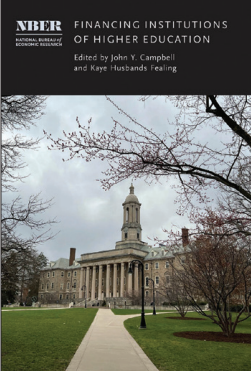 NBER
NATIONAL BUREAU of
ECONOMIC RESEARCH
FINANCING INSTITUTIONS
OF HIGHER EDUCATION
Edited by John Y. Campbell
and Kaye Husbands Fealing